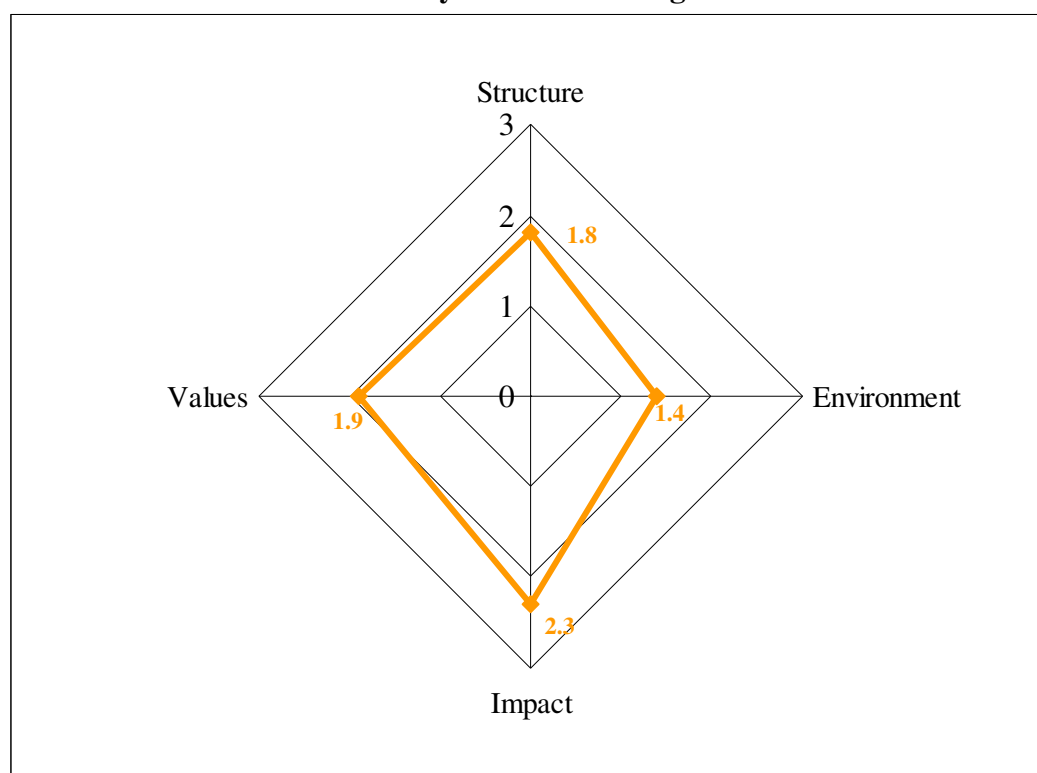 Structure
3
2
1.8
1
Values
0
Environment
1.9
1.4
2.3
Impact